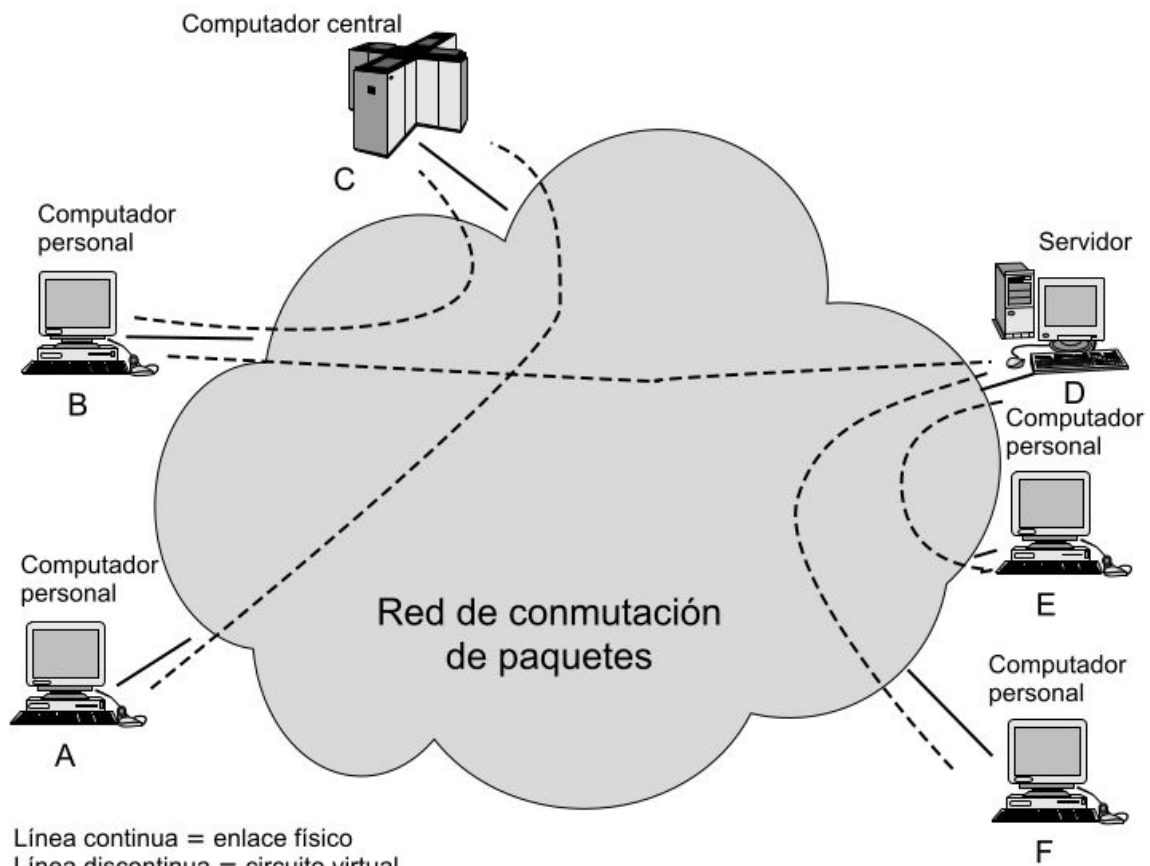 Computador central
C
Computador
personal
B
Servidor
D
Computador
personal
E
Computador
personal
A
Red de conmutación
de paquetes
Computador
personal
F
Línea continua = enlace físico
Línea discontinua = circuito virtual